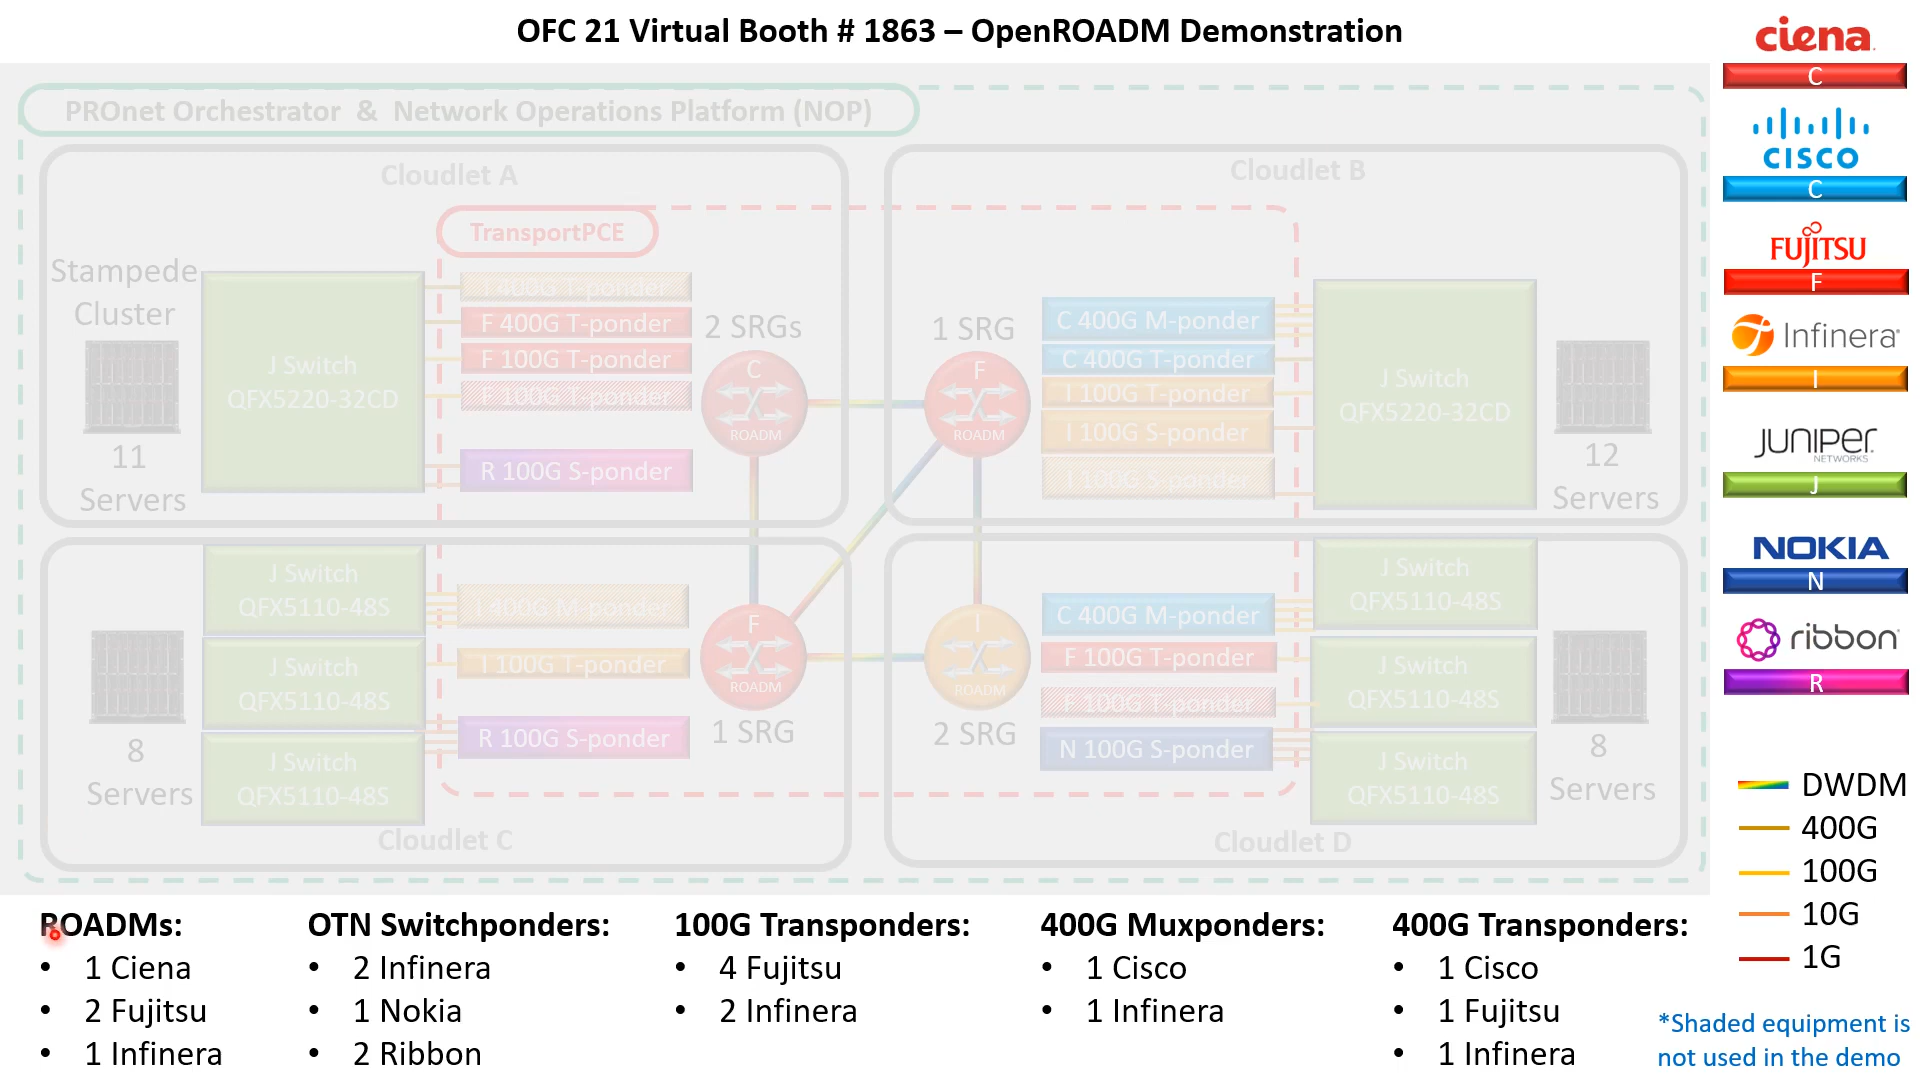 OFC 21 Virtual Booth # 1863 – OpenROADM Demonstration
PROnet Orchestrator & Network Operations Platform (NOP)
Cloudlet A
TransportPCE
Stampede
Cluster
11
Servers
J Switch
QFX5220-32CD
I 400G T-ponder
F 400G T-ponder
F 100G T-ponder
F 100G T-ponder
R 100G S-ponder
2 SRGs
C
ROADM
Cloudlet B
1 SRG
F
ROADM
C 400G M-ponder
C 400G T-ponder
I 100G T-ponder
I 100G S-ponder
I 100G S-ponder
J Switch
QFX5220-32CD
12
Servers
J Switch
QFX5110-48S
J Switch
QFX5110-48S
J Switch
QFX5110-48S
8
Servers
I 400G M-ponder
I 100G T-ponder
R 100G S-ponder
F
ROADM
1 SRG
Cloudlet C
I
ROADM
2 SRG
C 400G M-ponder
F 100G T-ponder
F 100G T-ponder
N 100G S-ponder
J Switch
QFX5110-48S
J Switch
QFX5110-48S
J Switch
QFX5110-48S
8
Servers
Cloudlet D
ciena
C
CISCO
C
FUJITSU
F
Infinera
I
JUNIPER
NETWORKS
J
NOKIA
N
ribbon
R
DWDM
400G
100G
10G
1G
ROADMs:
• 1 Ciena
• 2 Fujitsu
• 1 Infinera
OTN Switchponders:
• 2 Infinera
• 1 Nokia
• 2 Ribbon
100G Transponders:
• 4 Fujitsu
• 2 Infinera
400G Muxponders:
• 1 Cisco
• 1 Infinera
400G Transponders:
• 1 Cisco
• 1 Fujitsu
• 1 Infinera
*Shaded equipment is
not used in the demo